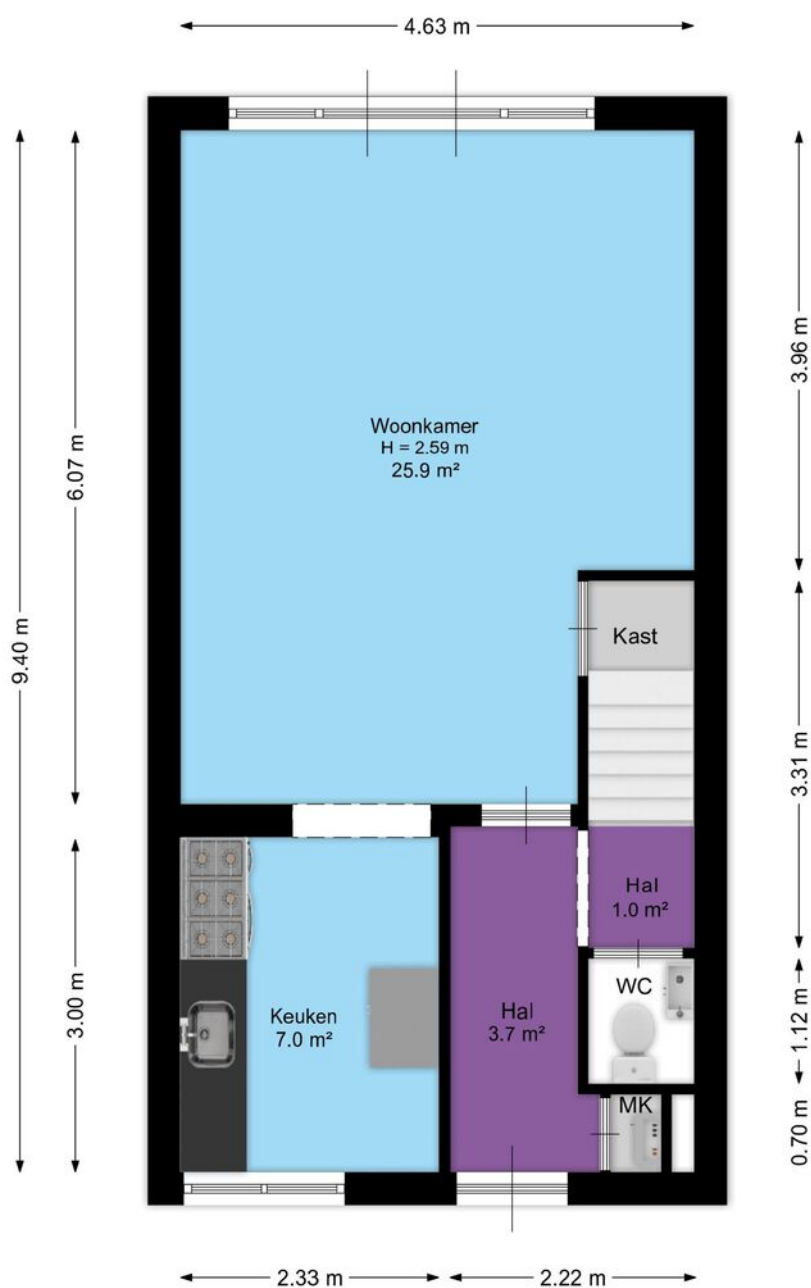 4.63 m
3.96 m
Woonkamer
H = 2.59 m
25.9 m²
6.07 m
9.40 m
Kast
3.31 m
Hal
1.0 m²
WC
Keuken
7.0 m²
Hal
3.7 m²
3.00 m
1.12 m
MK
0.70 m
2.33 m
2.22 m